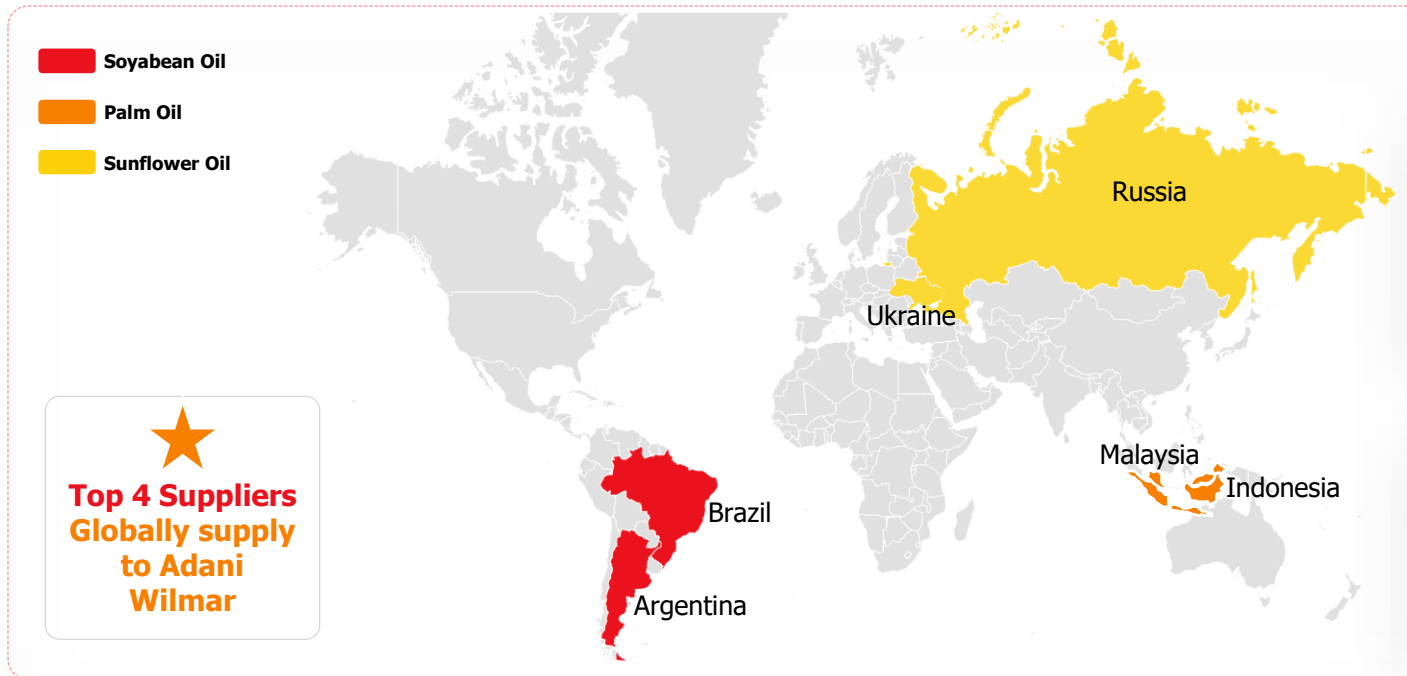 Soyabean Oil
Palm Oil
Sunflower Oil
Russia
Ukraine
Malaysia
Indonesia
Brazil
Argentina
Top 4 Suppliers
Globally supply
to Adani
Wilmar